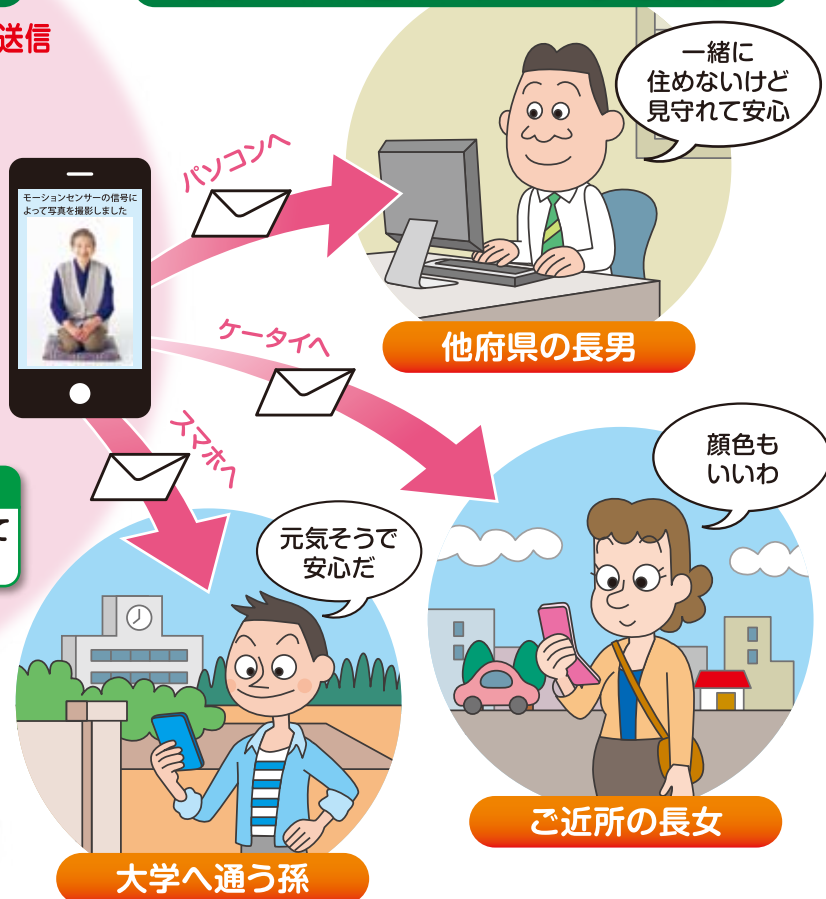 送信
一緒に
住めないけど
見守れて安心
パソコンへ
モーションセンサーの信号に
よって写真を撮影しました
ケータイへ
他府県の長男
スマホへ
顔色も
いいわ
て
元気そうで
安心だ
ご近所の長女
大学へ通う孫